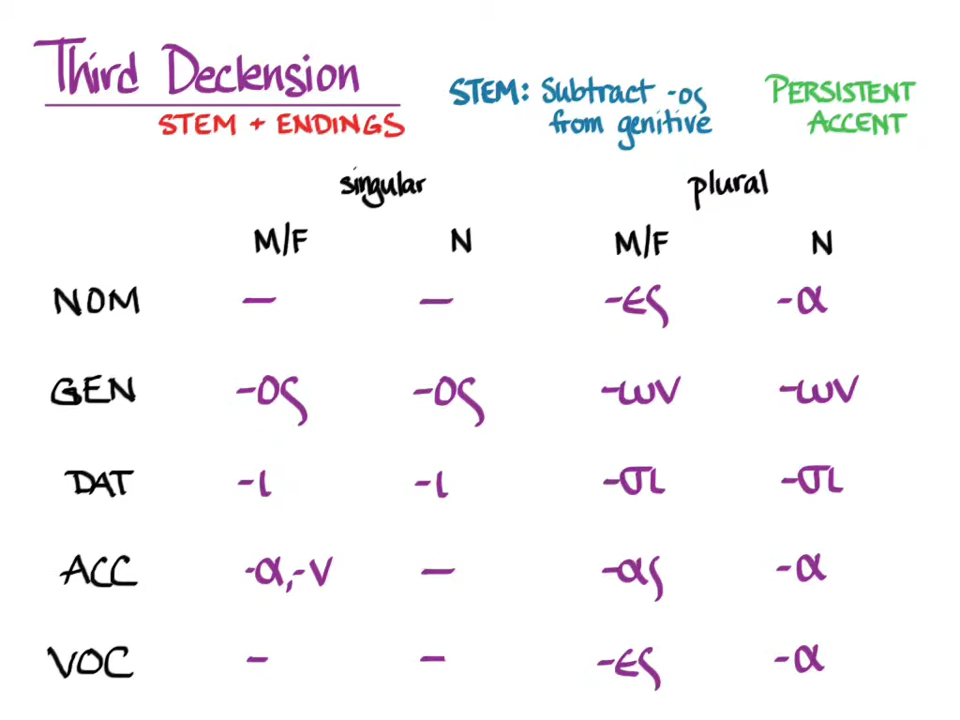 Third Declension
STEM + ENDINGS
STEM: Subtract -ος
from genitive
PERSISTENT
ACCENT
singular plural
M/F N M/F N
NOM — — -ες -α
GEN -ος -ος -ων -ων
DAT -ι -ι -σι -σι
ACC -α,-ν — -ας -α
VOC - - -ες -α